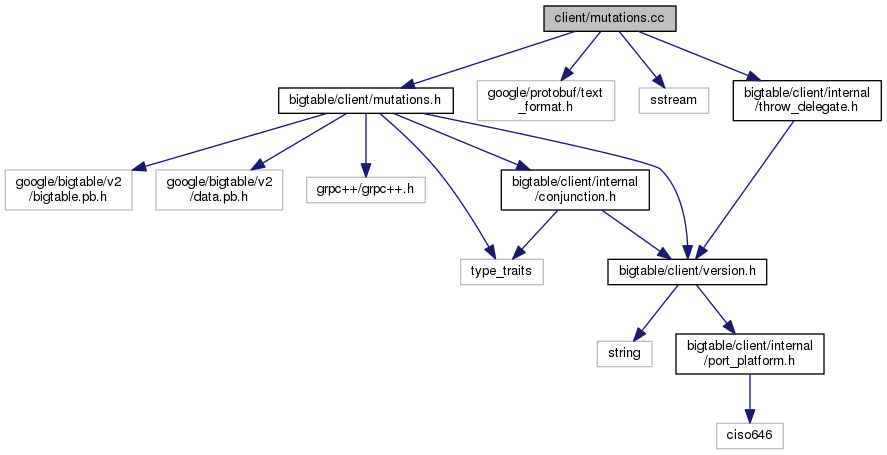 client/mutations.cc
bigtable/client/mutations.h
google/protobuf/text
_format.h
sstream
bigtable/client/internal
/throw_delegate.h
google/bigtable/v2
/bigtable.pb.h
google/bigtable/v2
/data.pb.h
grpc++/grpc++.h
bigtable/client/internal
/conjunction.h
type_traits
bigtable/client/version.h
string
bigtable/client/internal
/port_platform.h
ciso646